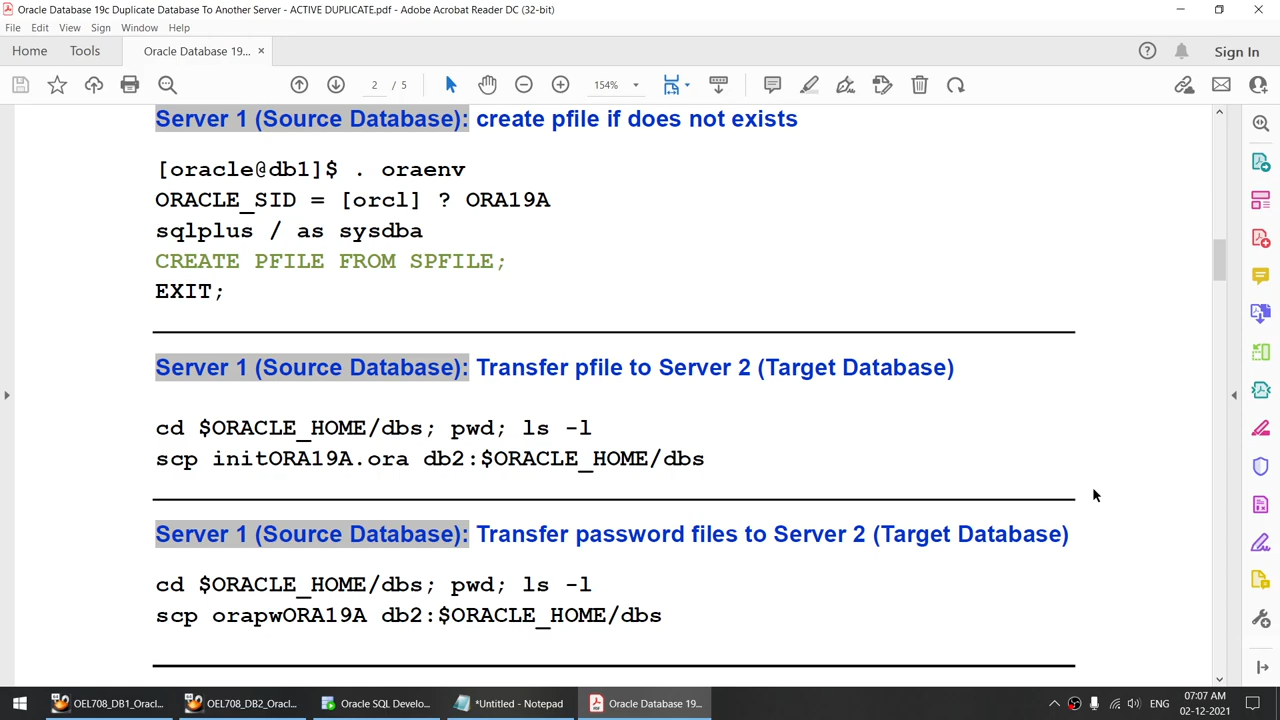 Oracle Database 19c Duplicate Database To Another Server - ACTIVE DUPLICATE.pdf - Adobe Acrobat Reader DC (32-bit)
File Edit View Sign Window Help
Home Tools Oracle Database 19... × Sign In
2 / 5 154%
Server 1 (Source Database): create pfile if does not exists
[oracle@db1]$ . oraenv
ORACLE_SID = [orcl] ? ORA19A
sqlplus / as sysdba
CREATE PFILE FROM SPFILE;
EXIT;
Server 1 (Source Database): Transfer pfile to Server 2 (Target Database)
cd $ORACLE_HOME/dbs; pwd; ls -l
scp initORA19A.ora db2:$ORACLE_HOME/dbs
Server 1 (Source Database): Transfer password files to Server 2 (Target Database)
cd $ORACLE_HOME/dbs; pwd; ls -l
scp orapwORA19A db2:$ORACLE_HOME/dbs
OEL708_DB1_Oracl... OEL708_DB2_Oracl... Oracle SQL Develo... *Untitled - Notepad Oracle Database 19... ENG 07:07 AM
02-12-2021